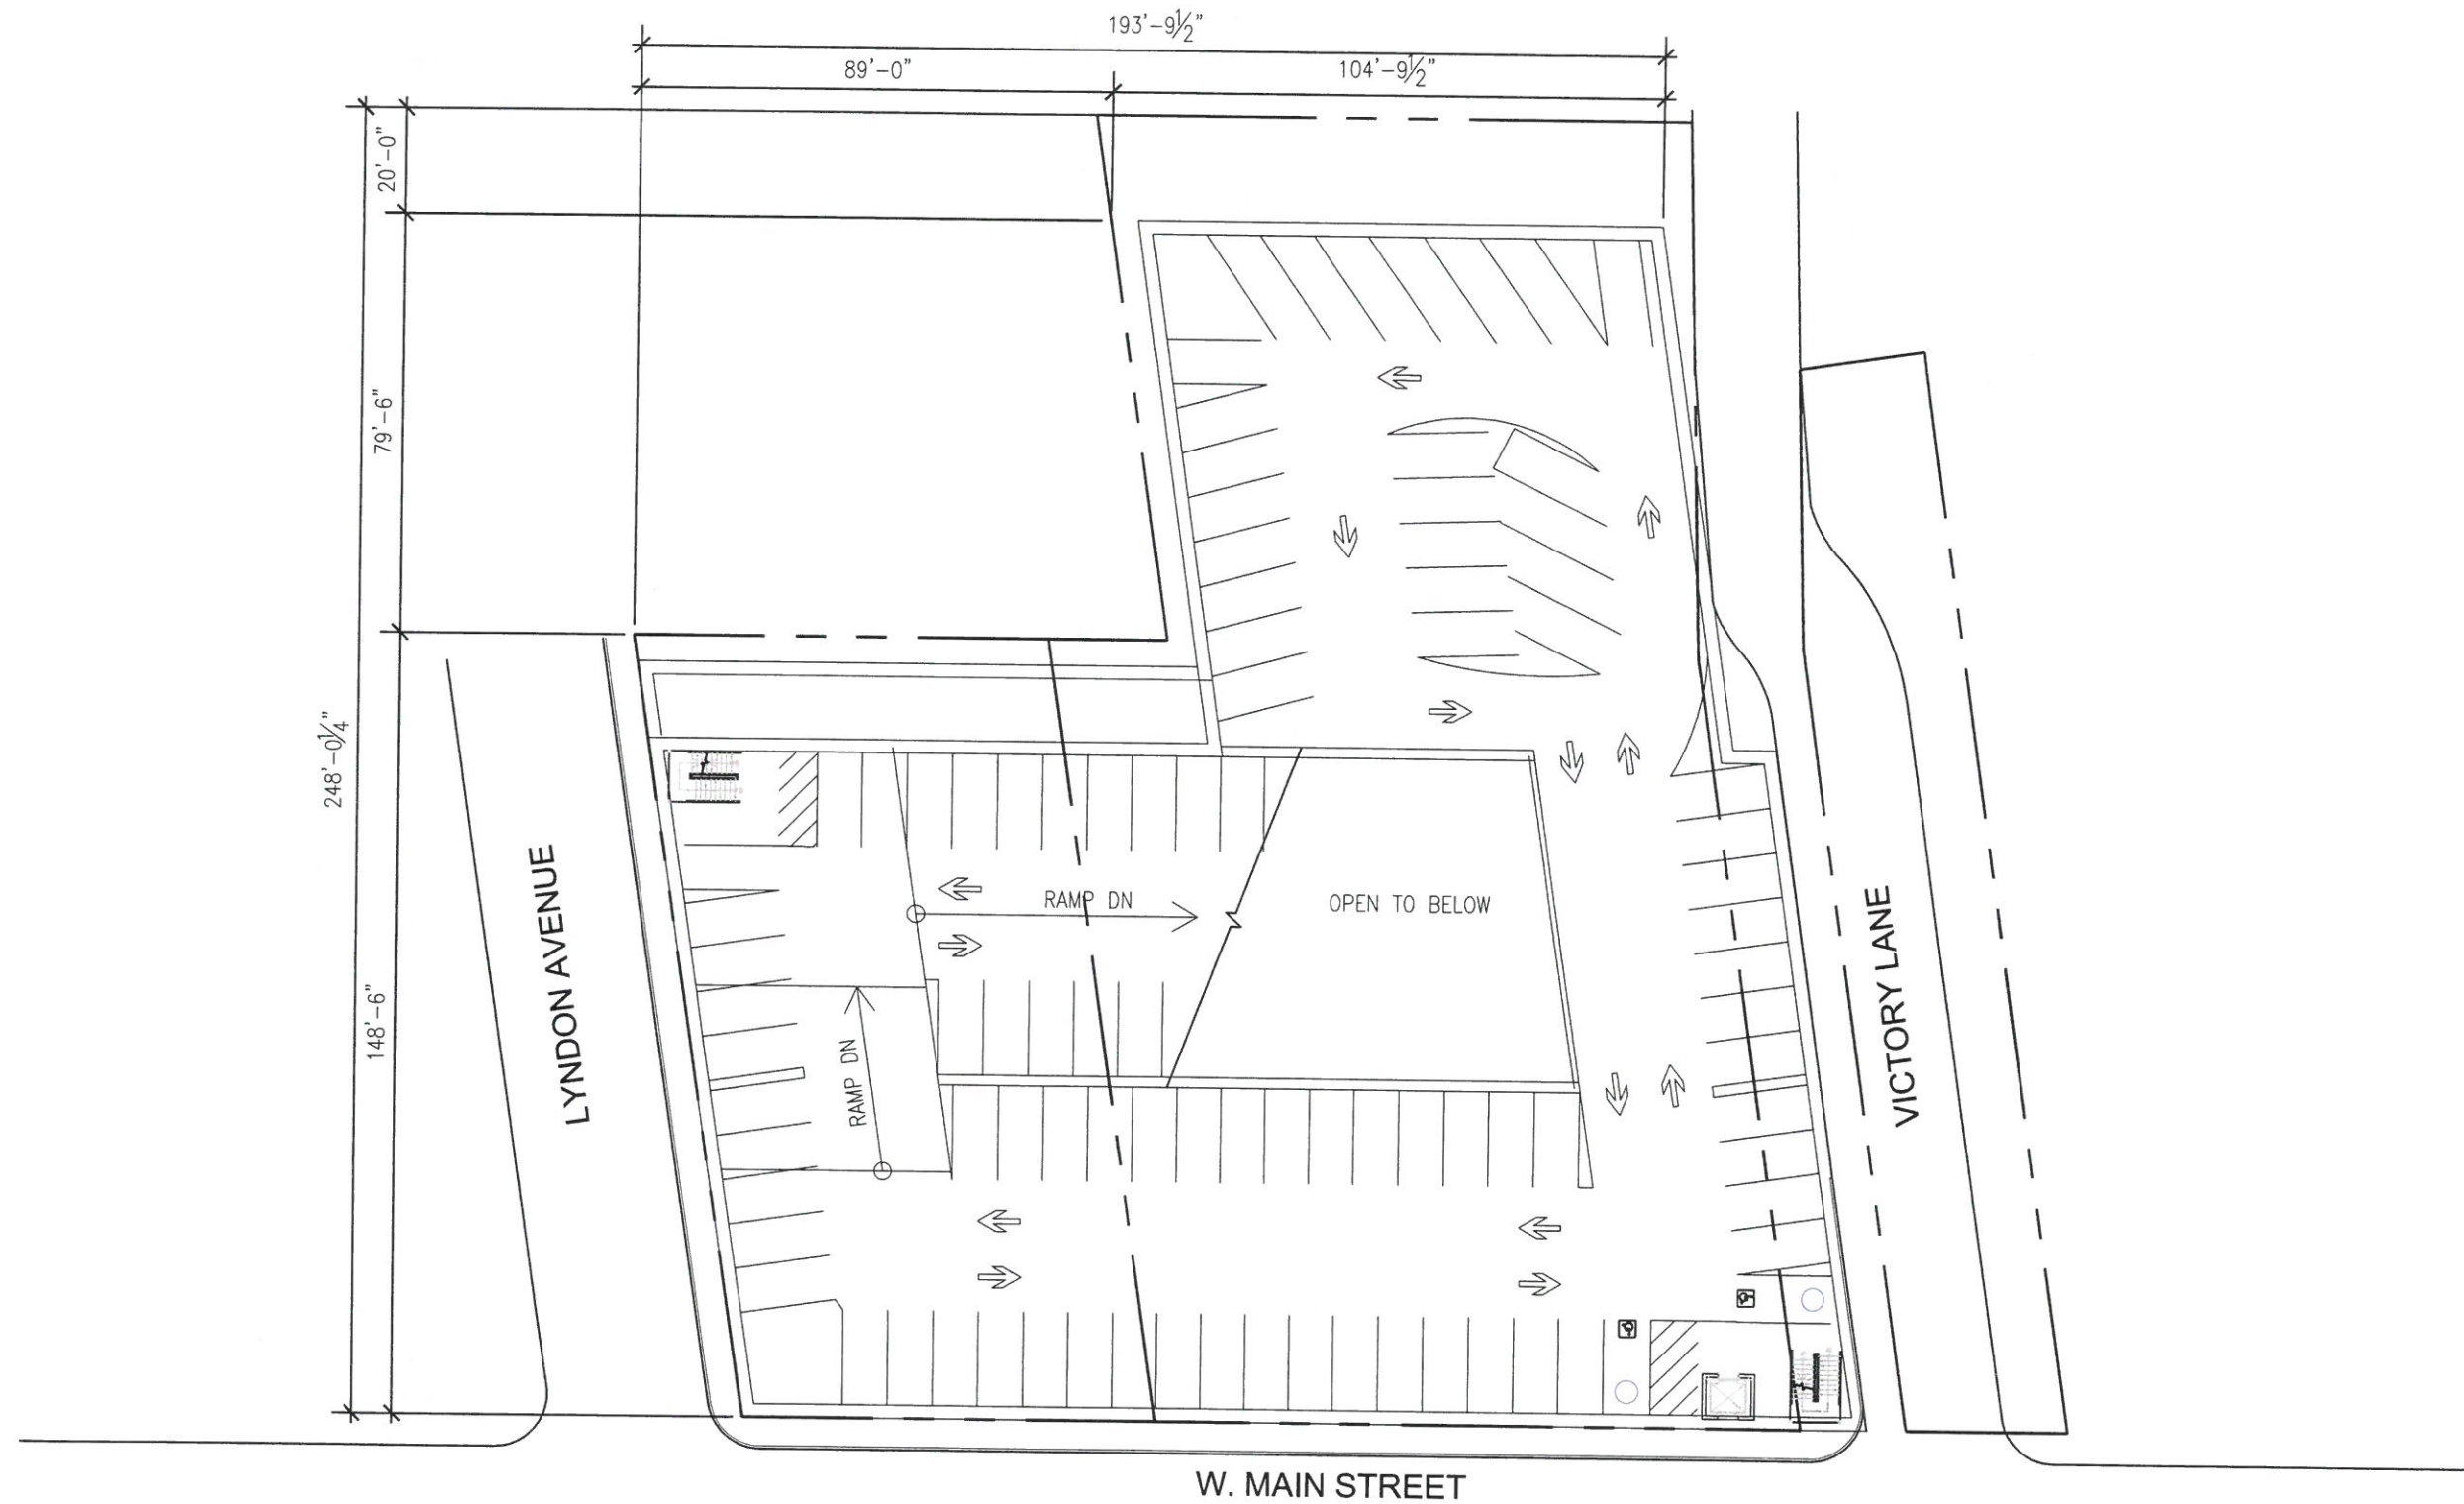 193'-9½"
89'-0"
104'-9½"
20'-0"
79'-6"
248'-0¼"
148'-6"
LYNDON AVENUE
RAMP DN
OPEN TO BELOW
RAMP DN
VICTORY LANE
W. MAIN STREET